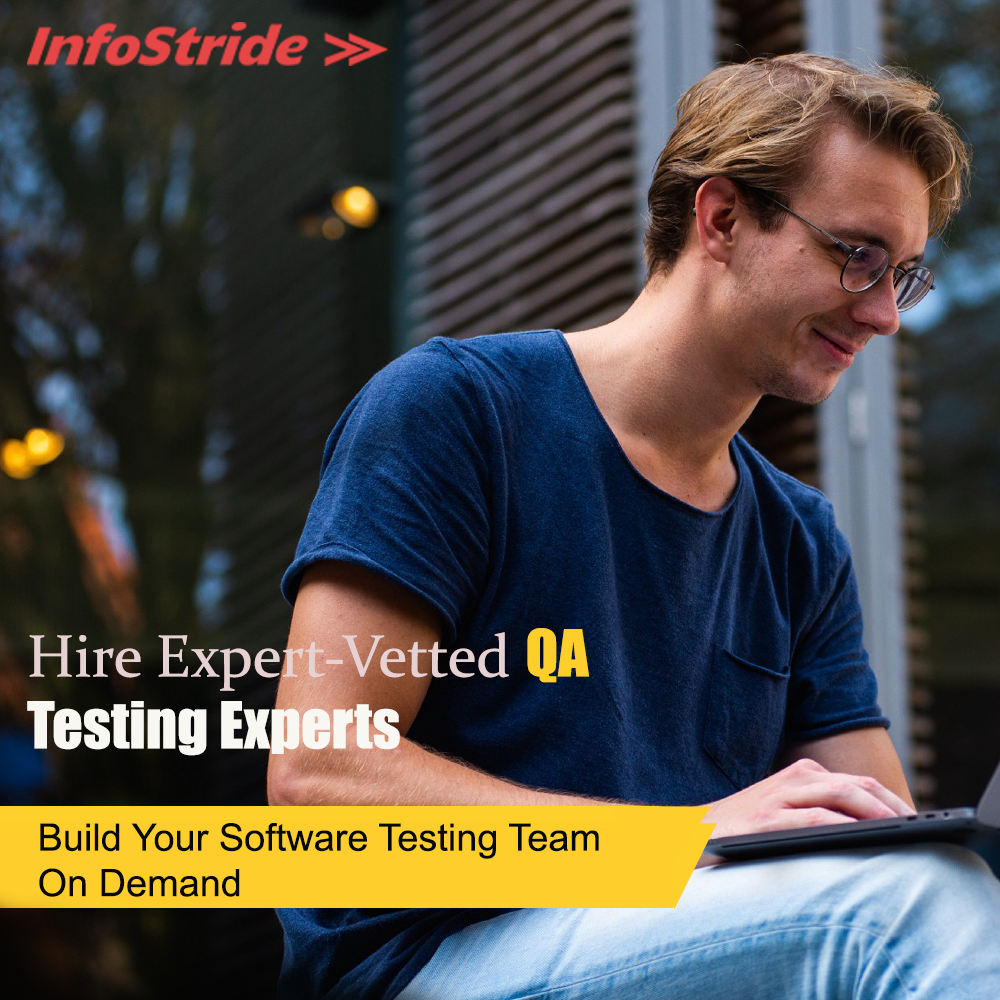 InfoStride
Hire Expert-Vetted QA
Testing Experts
Build Your Software Testing Team
On Demand